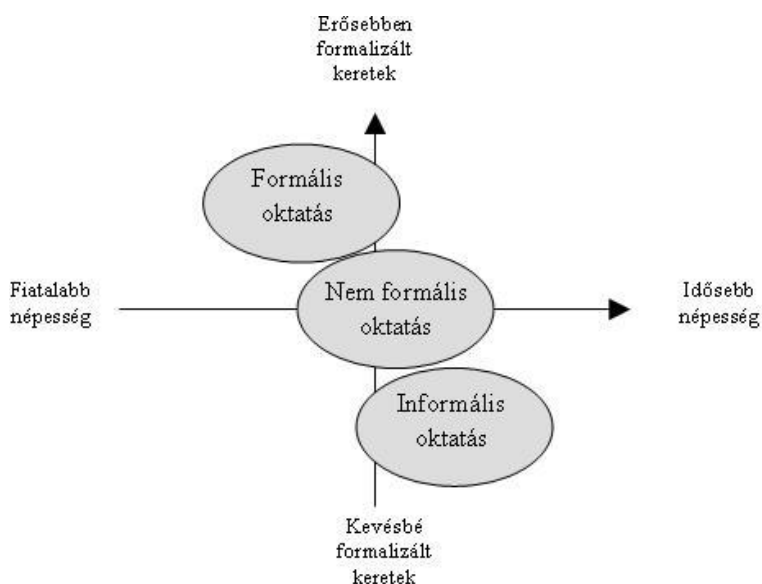 Erősebben
formalizált
keretek
Formális
oktatás
Fiatalabb
népesség
Nem formális
oktatás
Idősebb
népesség
Informális
oktatás
Kevésbé
formalizált
keretek